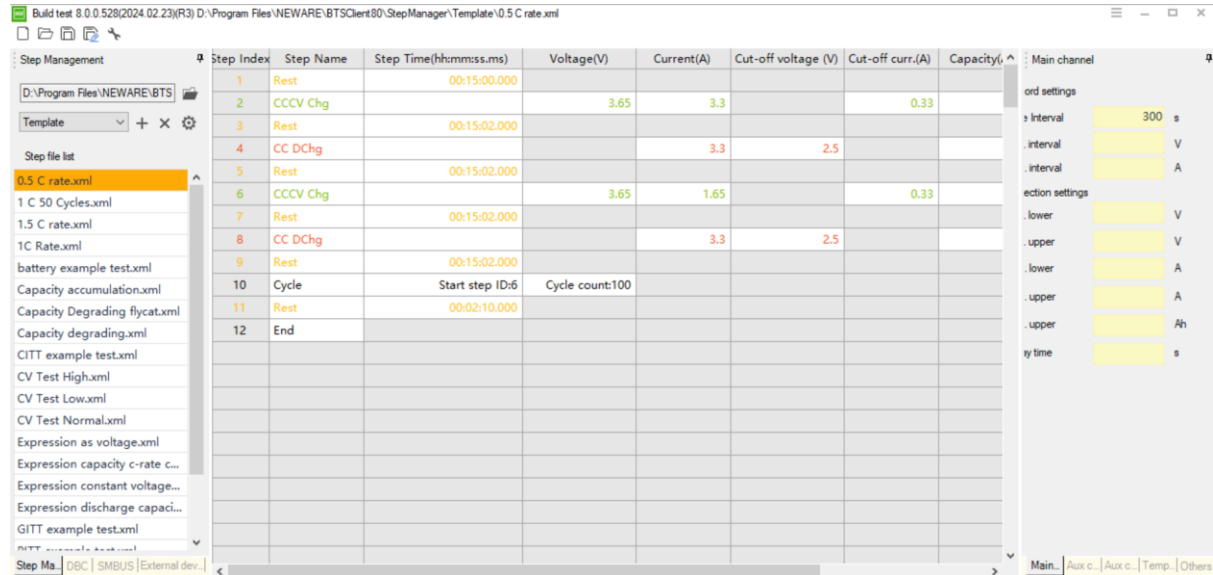 Build test 8.0.0.528(2024.02.23)(R3) D:\Program Files\NEWARE\BTSClient80\StepManager\Template\0.5 C rate.xml
Step Management
D:\Program Files\NEWARE\BTS
Template
Step file list
0.5 C rate.xml
1 C 50 Cycles.xml
1.5 C rate.xml
1C Rate.xml
battery example test.xml
Capacity accumulation.xml
Capacity Degrading flycat.xml
Capacity degrading.xml
CITT example test.xml
CV Test High.xml
CV Test Low.xml
CV Test Normal.xml
Expression as voltage.xml
Expression capacity c-rate c...
Expression constant voltage...
Expression discharge capaci...
GITT example test.xml
Step Ma... DBC SMBUS External dev...
Step Index Step Name Step Time(hh:mm:ss.ms) Voltage(V) Current(A) Cut-off voltage (V) Cut-off curr.(A) Capacity(
1 Rest 00:15:00.000
2 CCCV Chg 3.65 3.3 0.33
3 Rest 00:15:02.000
4 CC DChg 3.3 2.5
5 Rest 00:15:02.000
6 CCCV Chg 3.65 1.65 0.33
7 Rest 00:15:02.000
8 CC DChg 3.3 2.5
9 Rest 00:15:02.000
10 Cycle Start step ID:6 Cycle count:100
11 Rest 00:02:10.000
12 End
Main channel
ord settings
e Interval 300 s
. interval V
. interval A
ection settings
. lower V
. upper V
. lower A
. upper A
. upper Ah
ay time s
Main... Aux c... Aux c... Temp... Others